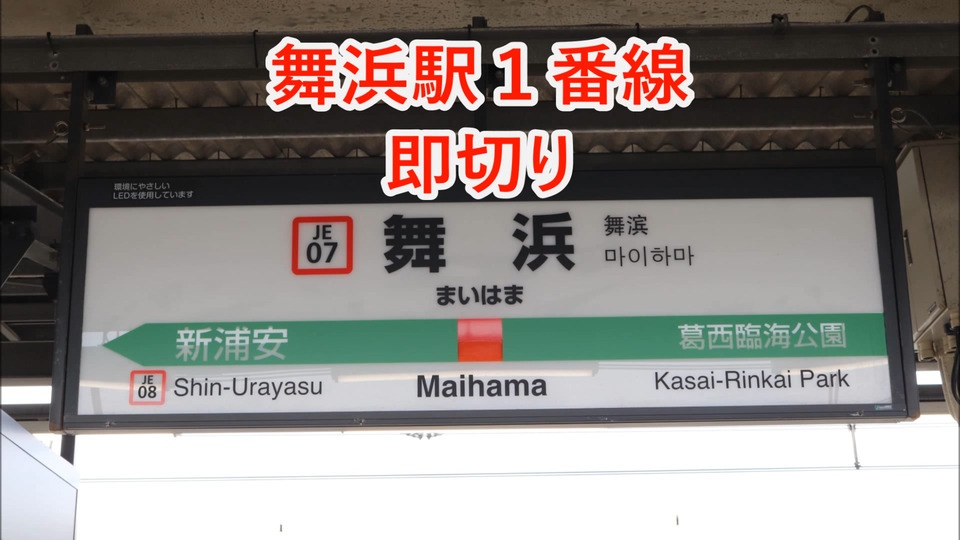 舞浜駅１番線
即切り
環境にやさしい
LEDを使用しています
JE
07
舞浜
舞滨
마이하마
まいはま
新浦安
葛西臨海公園
JE
08
Shin-Urayasu
Maihama
Kasai-Rinkai Park